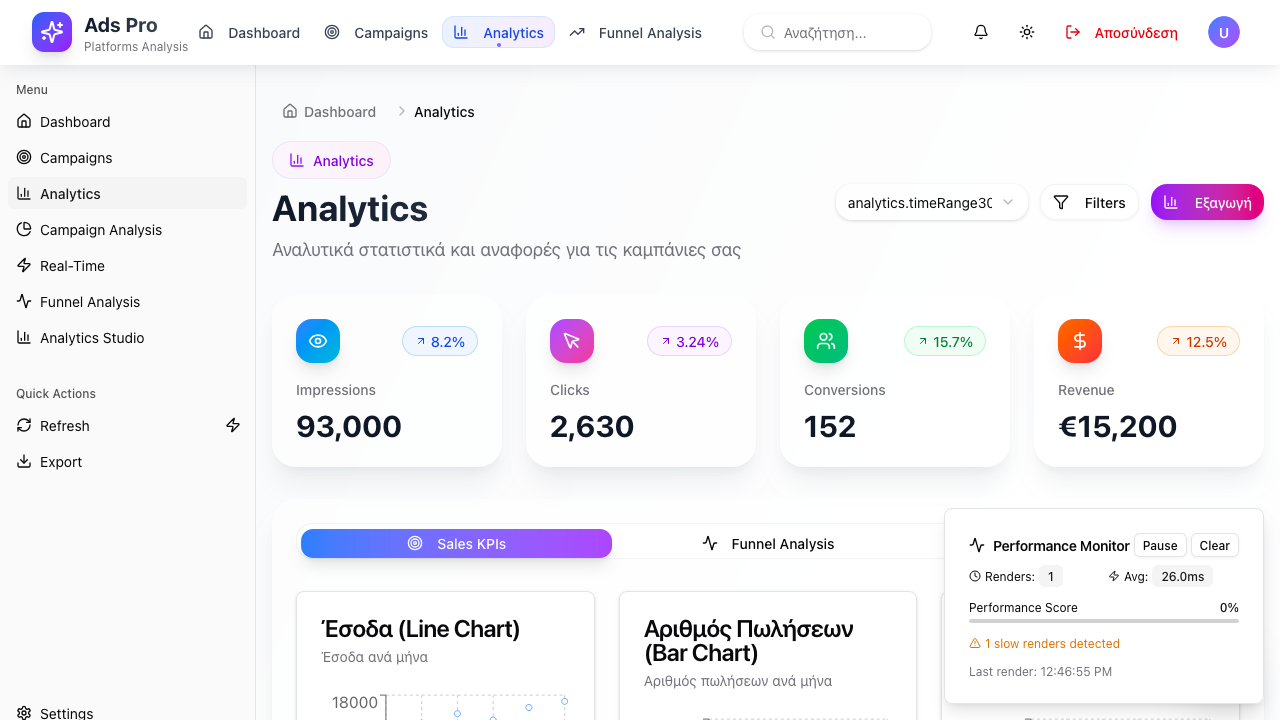 Ads Pro
Platforms Analysis
Dashboard
Campaigns
Analytics
Funnel Analysis
Αναζήτηση...
Αποσύνδεση
U
Menu
Dashboard
Campaigns
Analytics
Campaign Analysis
Real-Time
Funnel Analysis
Analytics Studio
Quick Actions
Refresh
Export
Settings
Dashboard
Analytics
Analytics
Analytics
Αναλυτικά στατιστικά και αναφορές για τις καμπάνιες σας
analytics.timeRange30
Filters
Εξαγωγή
8.2%
Impressions
93,000
3.24%
Clicks
2,630
15.7%
Conversions
152
12.5%
Revenue
€15,200
Sales KPIs
Funnel Analysis
Έσοδα (Line Chart)
Έσοδα ανά μήνα
18000
Αριθμός Πωλήσεων
(Bar Chart)
Αριθμός πωλήσεων ανά μήνα
Performance Monitor
Pause
Clear
Renders: 1
Avg: 26.0ms
Performance Score
0%
1 slow renders detected
Last render: 12:46:55 PM